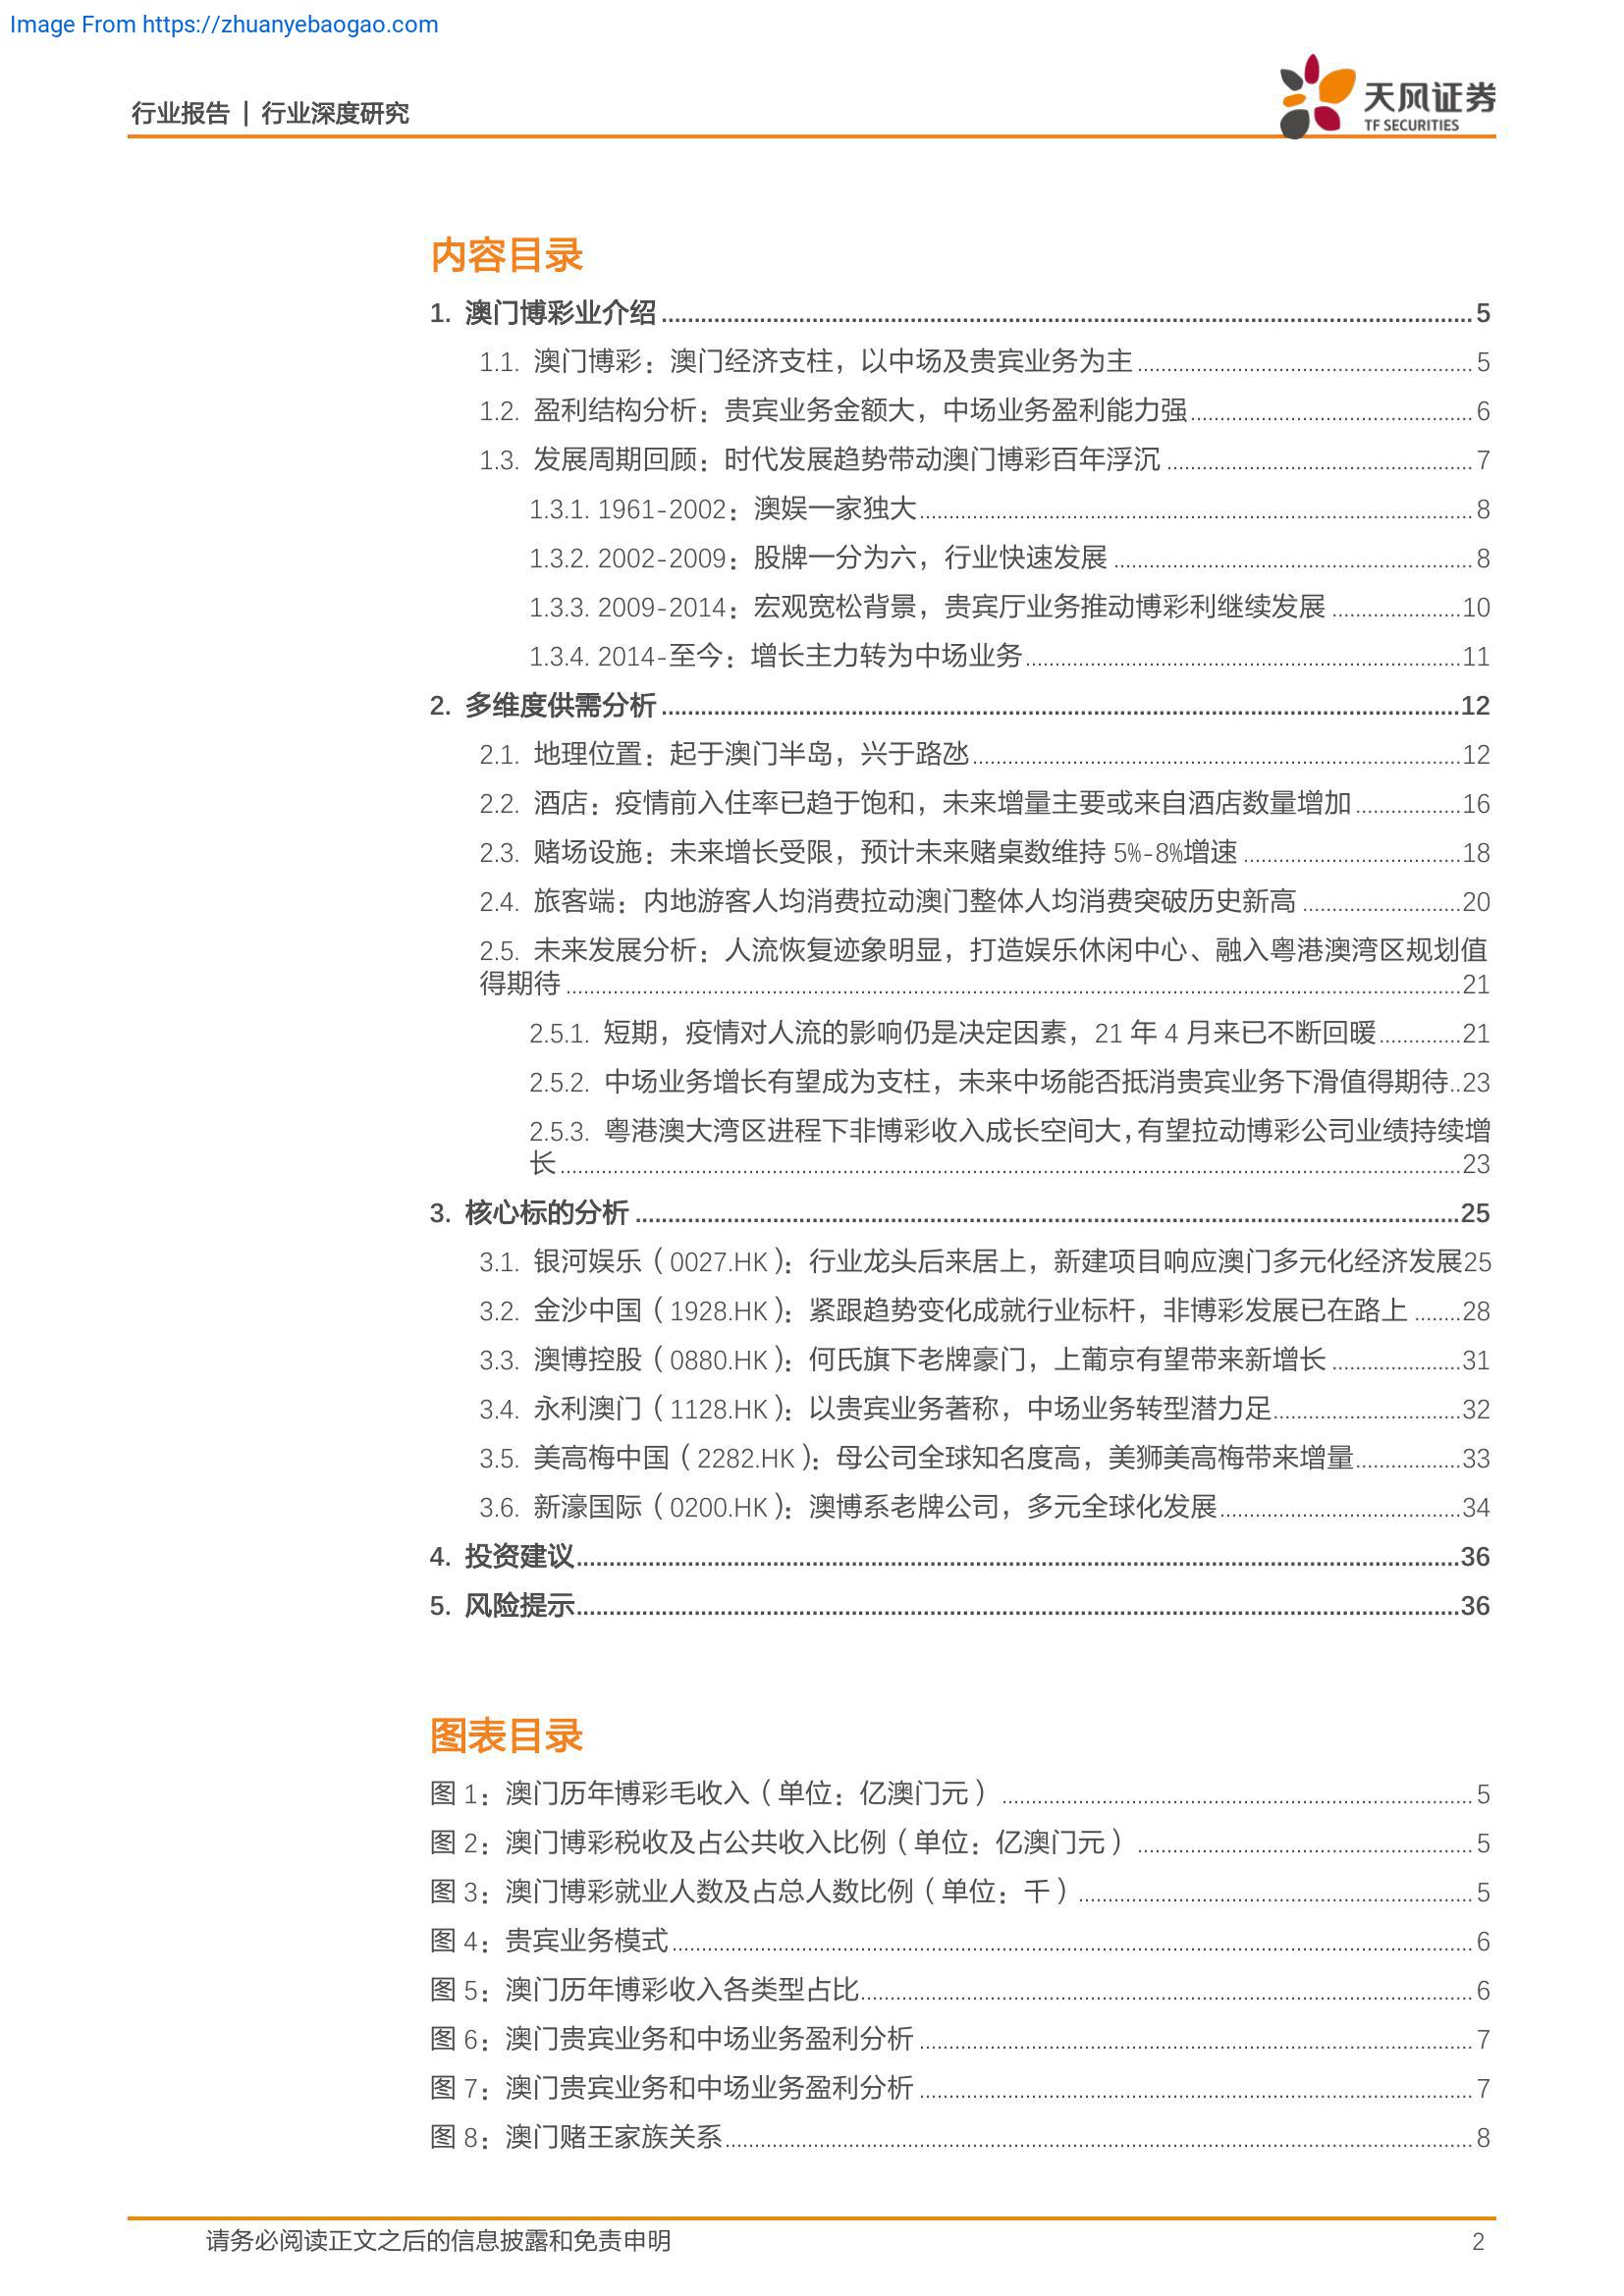 Image From https://zhuanyebaogao.com
行业报告 | 行业深度研究
天风证券
TF SECURITIES
内容目录
1. 澳门博彩业介绍 5
1.1. 澳门博彩：澳门经济支柱，以中场及贵宾业务为主 5
1.2. 盈利结构分析：贵宾业务金额大，中场业务盈利能力强 6
1.3. 发展周期回顾：时代发展趋势带动澳门博彩百年浮沉 7
1.3.1. 1961-2002：澳娱一家独大 8
1.3.2. 2002-2009：股牌一分为六，行业快速发展 8
1.3.3. 2009-2014：宏观宽松背景，贵宾厅业务推动博彩利继续发展 10
1.3.4. 2014-至今：增长主力转为中场业务 11
2. 多维度供需分析 12
2.1. 地理位置：起于澳门半岛，兴于路氹 12
2.2. 酒店：疫情前入住率已趋于饱和，未来增量主要或来自酒店数量增加 16
2.3. 赌场设施：未来增长受限，预计未来赌桌数维持 5%-8%增速 18
2.4. 旅客端：内地游客人均消费拉动澳门整体人均消费突破历史新高 20
2.5. 未来发展分析：人流恢复迹象明显，打造娱乐休闲中心、融入粤港澳湾区规划值
得期待 21
2.5.1. 短期，疫情对人流的影响仍是决定因素，21 年 4 月来已不断回暖 21
2.5.2. 中场业务增长有望成为支柱，未来中场能否抵消贵宾业务下滑值得期待 23
2.5.3. 粤港澳大湾区进程下非博彩收入成长空间大，有望拉动博彩公司业绩持续增
长 23
3. 核心标的分析 25
3.1. 银河娱乐（0027.HK）：行业龙头后来居上，新建项目响应澳门多元化经济发展25
3.2. 金沙中国（1928.HK）：紧跟趋势变化成就行业标杆，非博彩发展已在路上 28
3.3. 澳博控股（0880.HK）：何氏旗下老牌豪门，上葡京有望带来新增长 31
3.4. 永利澳门（1128.HK）：以贵宾业务著称，中场业务转型潜力足 32
3.5. 美高梅中国（2282.HK）：母公司全球知名度高，美狮美高梅带来增量 33
3.6. 新濠国际（0200.HK）：澳博系老牌公司，多元全球化发展 34
4. 投资建议 36
5. 风险提示 36
图表目录
图 1：澳门历年博彩毛收入（单位：亿澳门元） 5
图 2：澳门博彩税收及占公共收入比例（单位：亿澳门元） 5
图 3：澳门博彩就业人数及占总人数比例（单位：千） 5
图 4：贵宾业务模式 6
图 5：澳门历年博彩收入各类型占比 6
图 6：澳门贵宾业务和中场业务盈利分析 7
图 7：澳门贵宾业务和中场业务盈利分析 7
图 8：澳门赌王家族关系 8
请务必阅读正文之后的信息披露和免责申明 2